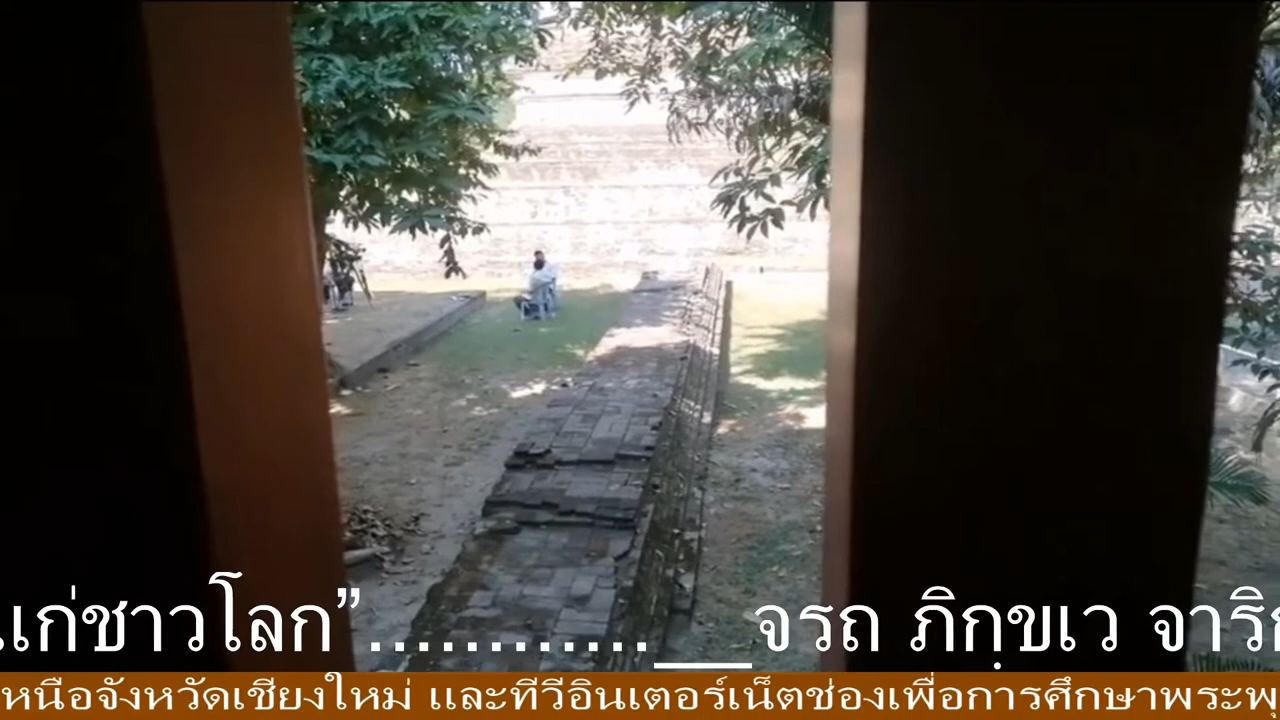 แก่ชาวโลก”............___จรถ ภิกฺขเว จาริ
หนือจังหวัดเชียงใหม่ และทีวีอินเตอร์เน็ตช่องเพื่อการศึกษาพระพุ